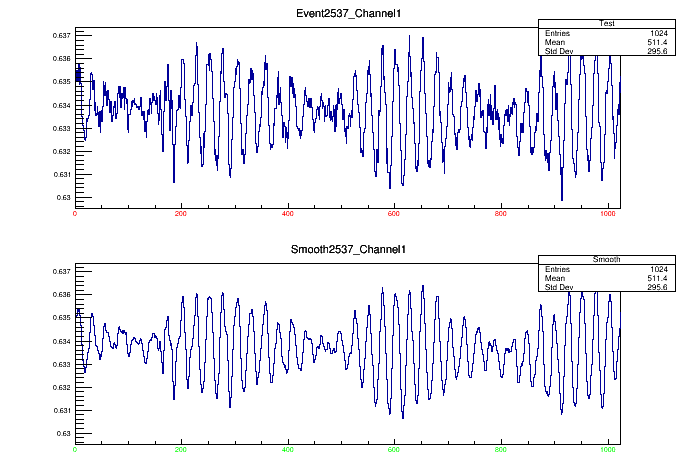 Event2537_Channel1
Test
Entries 1024
Mean 511.4
Std Dev 295.6
0.637
0.636
0.635
0.634
0.633
0.632
0.631
0.63
0 200 400 600 800 1000
Smooth2537_Channel1
Smooth
Entries 1024
Mean 511.4
Std Dev 295.6
0.637
0.636
0.635
0.634
0.633
0.632
0.631
0.63
0 200 400 600 800 1000